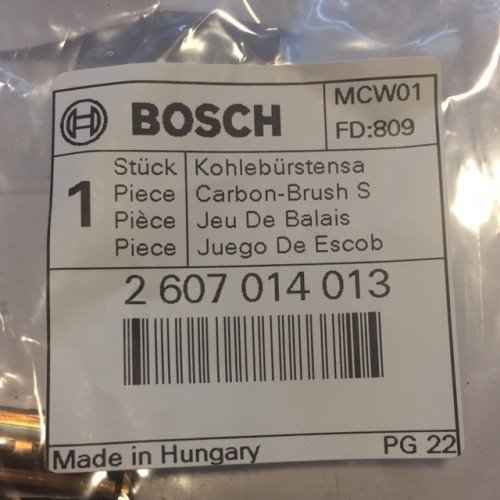 BOSCH
MCW01
FD:809
1
Stück Kohlebürstensa
Piece Carbon-Brush S
Pièce Jeu De Balais
Piece Juego De Escob
2 607 014 013
Made in Hungary
PG 22